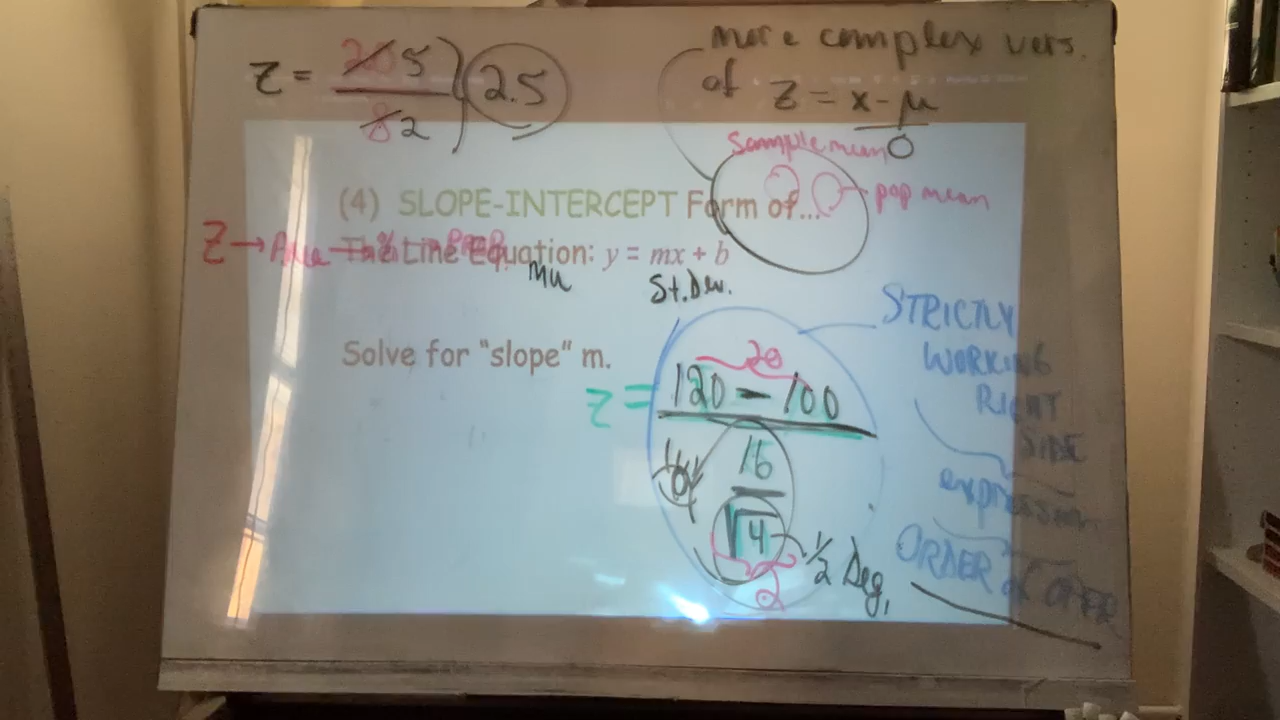 z = 20 5
8 2
2.5
more complex vers.
of z = x - μ
σ
sample mean
pop mean
(4) SLOPE-INTERCEPT Form of...
z → Area → %
The Line Equation: y = mx + b
mu
St. Dev.
Solve for "slope" m.
20
z = 120 - 100
16
√4
2
1/2 Deg.
STRICTLY
WORKING
RIGHT
SIDE
expression
ORDER of OPER